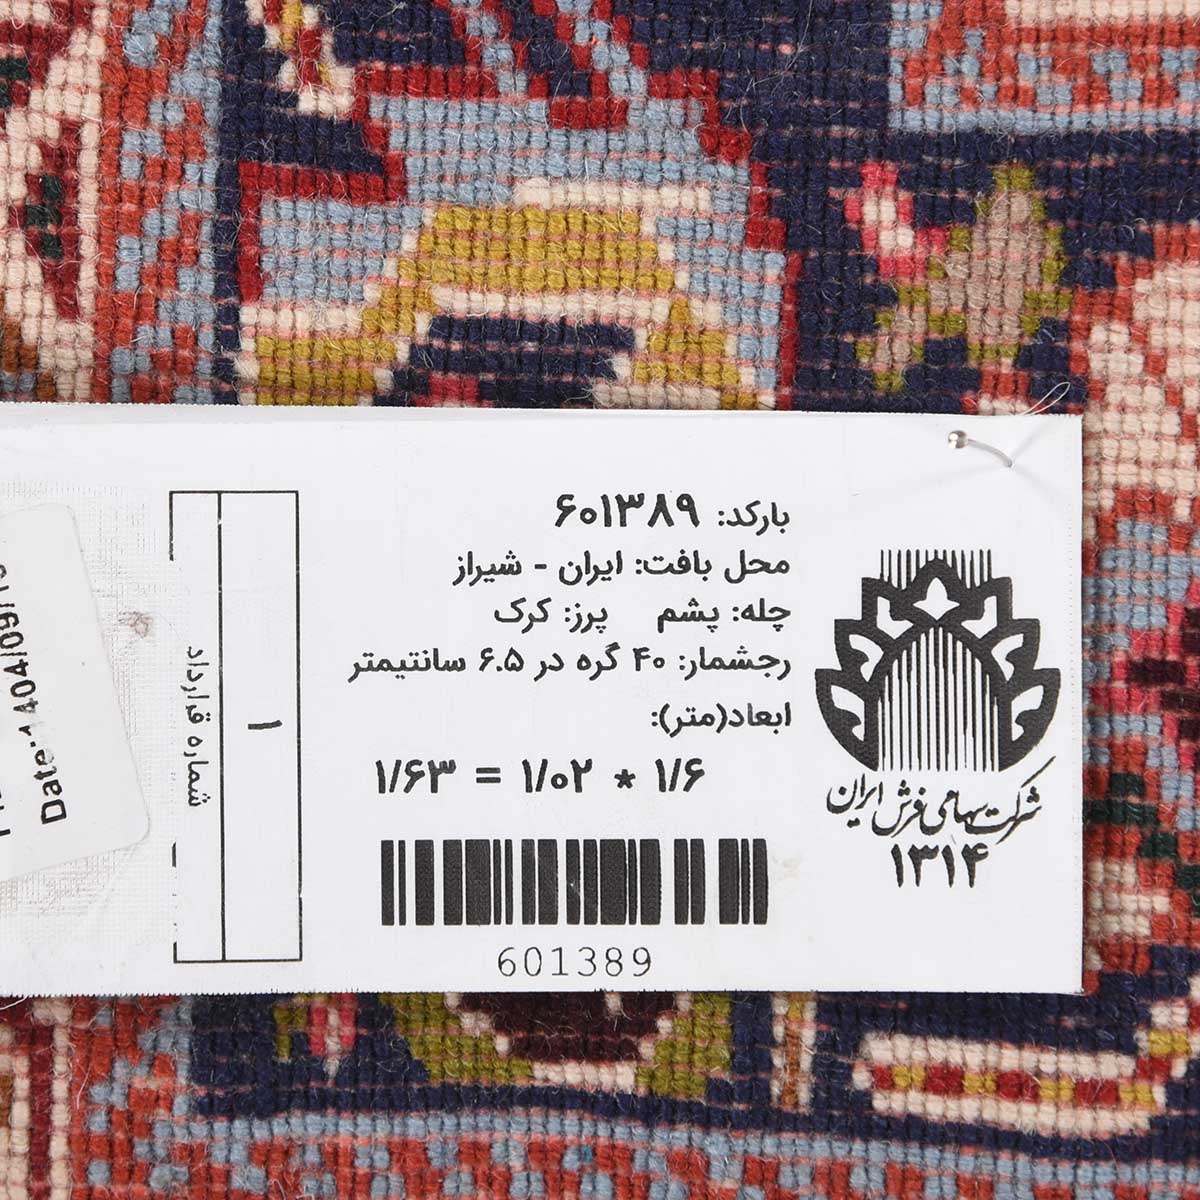 بارکد: ۶۰۱۳۸۹
محل بافت: ایران - شیراز
چله: پشم   پرز: کرک
رجشمار: ۴۰ گره در ۶.۵ سانتیمتر
ابعاد(متر):
۱/۶ * ۱/۰۲ = ۱/۶۳
601389
شرکت سهامی فرش ایران
۱۳۱۴
شماره قرارداد
۱
Date:1404/09/